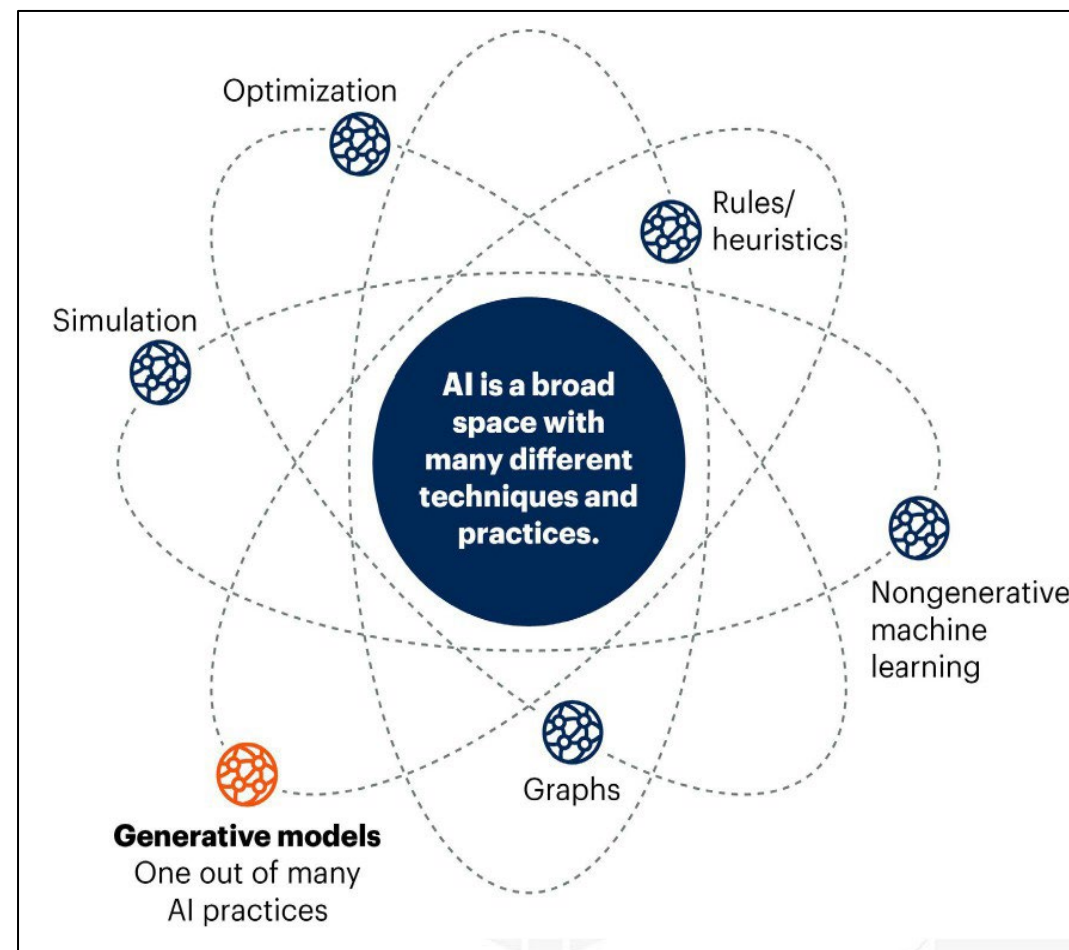 Optimization
Rules/
heuristics
Simulation
AI is a broad
space with
many different
techniques and
practices.
Nongenerative
machine
learning
Graphs
Generative models
One out of many
AI practices